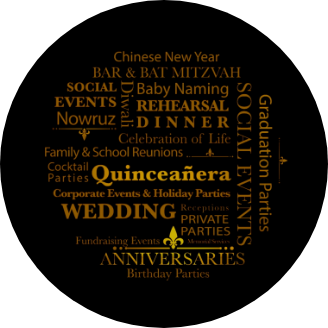 Chinese New Year
BAR & BAT MITZVAH
SOCIAL
EVENTS
Diwali
Baby Naming
REHEARSAL
DINNER
Nowruz
Celebration of Life
SOCIAL EVENTS
Graduation Parties
Family & School Reunions
Cocktail
Parties
Quinceañera
Corporate Events & Holiday Parties
WEDDING
Receptions
PRIVATE
PARTIES
Fundraising Events
Memorial Services
ANNIVERSARIES
Birthday Parties